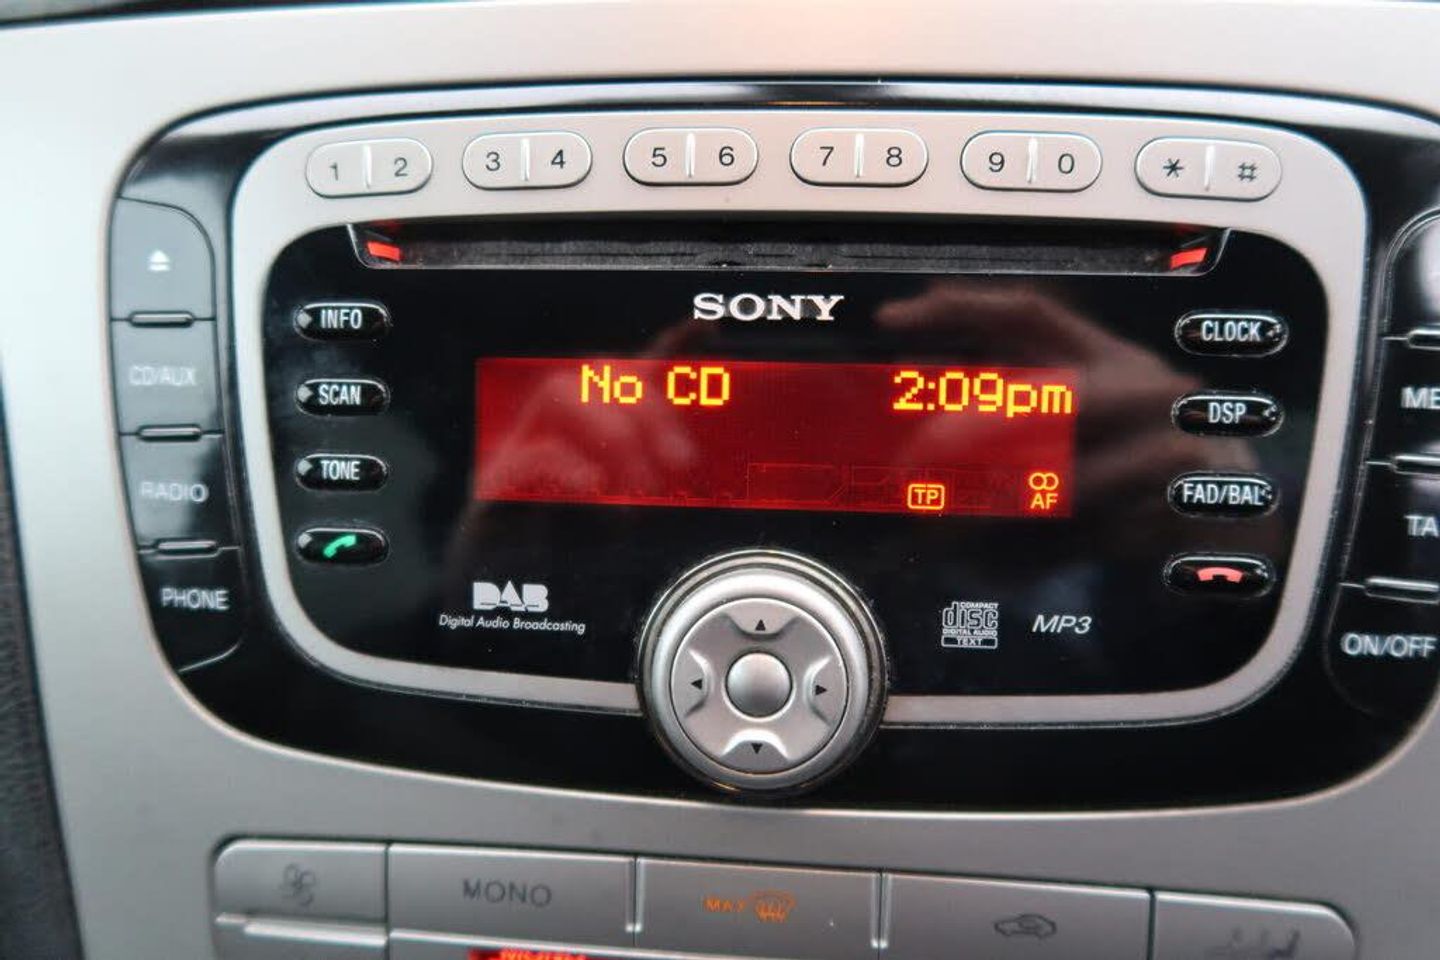 1 2 3 4 5 6 7 8 9 0 * #
SONY
INFO
CLOCK
No CD 2:09pm
CD/AUX
SCAN
DSP
ME
RADIO
TONE
FAD/BAL
TP
AF
TA
PHONE
DAB
Digital Audio Broadcasting
COMPACT
disc
DIGITAL AUDIO
TEXT
MP3
ON/OFF
MONO
MAX